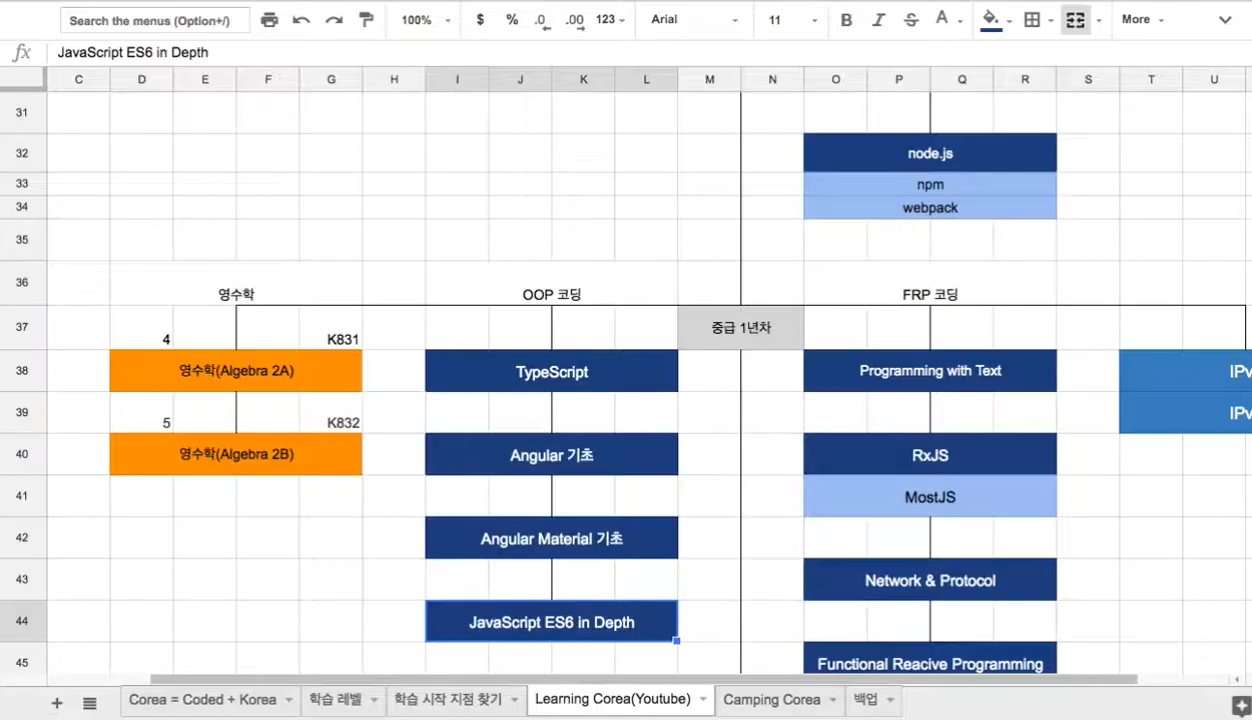 Search the menus (Option+/) 100% $ % .0 .00 123 Arial 11 B I S A More
fx JavaScript ES6 in Depth
C D E F G H I J K L M N O P Q R S T U
31
32 node.js
33 npm
34 webpack
35
36 영수학 OOP 코딩 FRP 코딩
37 4 K831 중급 1년차
38 영수학(Algebra 2A) TypeScript Programming with Text IPv
39 5 K832 IPv
40 영수학(Algebra 2B) Angular 기초 RxJS
41 MostJS
42 Angular Material 기초
43 Network & Protocol
44 JavaScript ES6 in Depth
45 Functional Reacive Programming
+ Corea = Coded + Korea 학습 레벨 학습 시작 지점 찾기 Learning Corea(Youtube) Camping Corea 백업